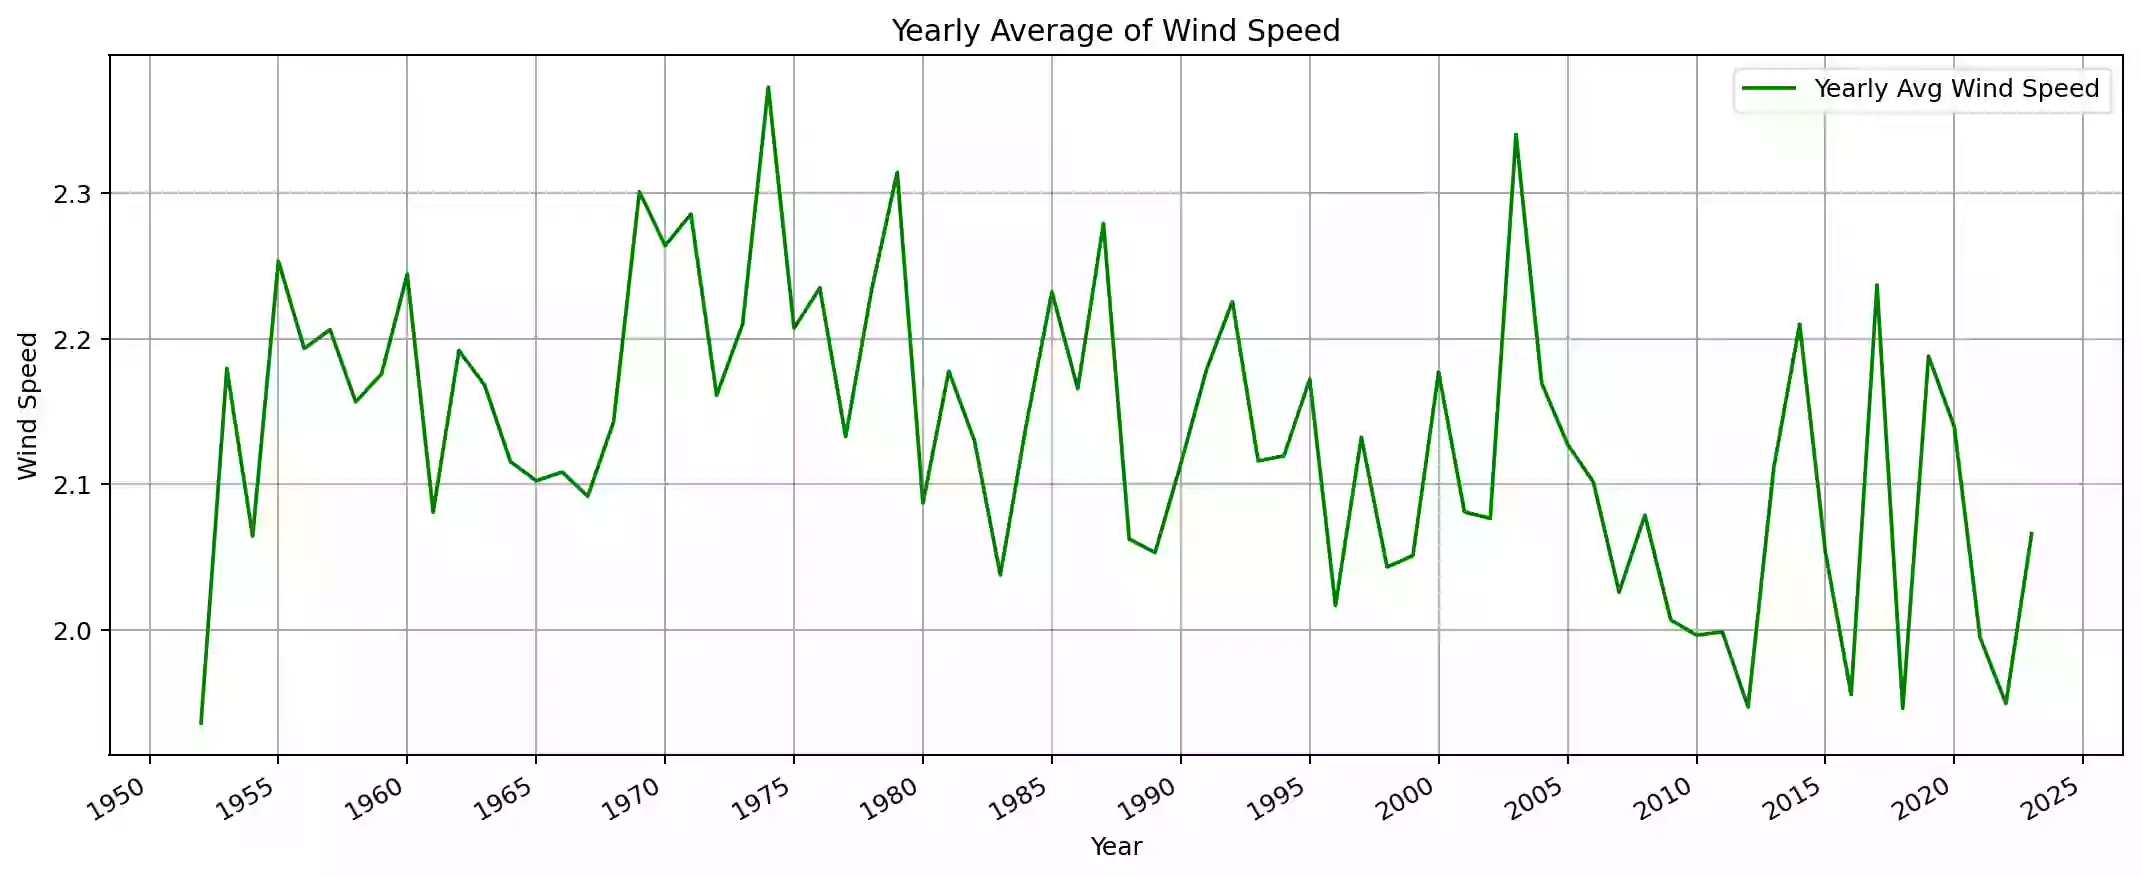 Yearly Average of Wind Speed
Yearly Avg Wind Speed
Wind Speed
2.3
2.2
2.1
2.0
1950 1955 1960 1965 1970 1975 1980 1985 1990 1995 2000 2005 2010 2015 2020 2025
Year